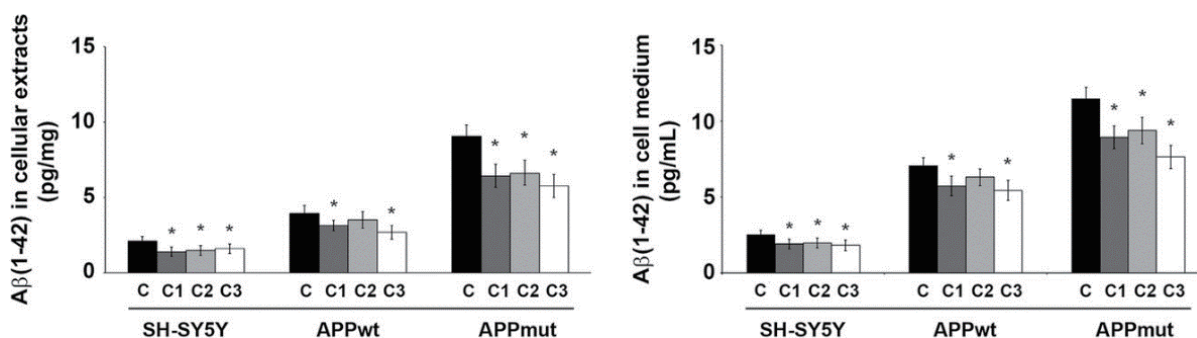 Aβ(1-42) in cellular extracts
(pg/mg)
15
10
5
0
* * *
* *
* * *
C C1 C2 C3 C C1 C2 C3 C C1 C2 C3
SH-SY5Y APPwt APPmut
Aβ(1-42) in cell medium
(pg/mL)
15
10
5
0
* * *
* *
* * *
C C1 C2 C3 C C1 C2 C3 C C1 C2 C3
SH-SY5Y APPwt APPmut